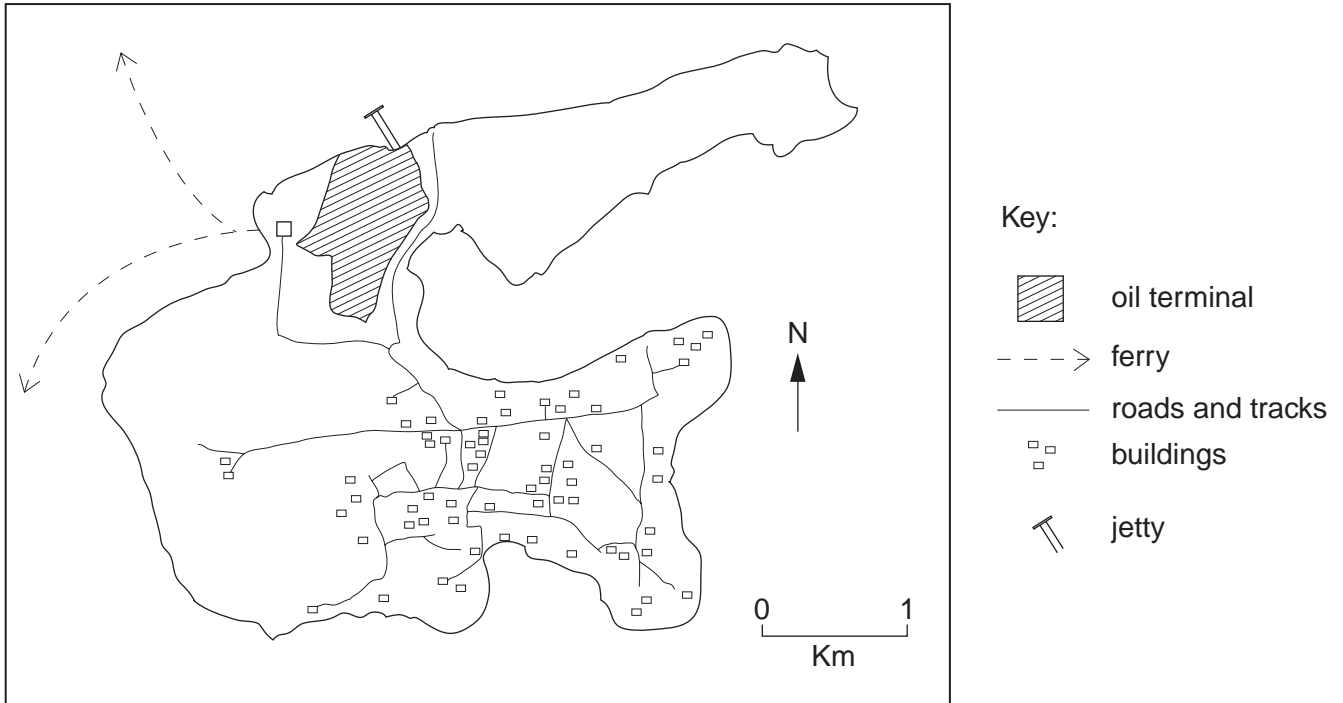 Key:
oil terminal
ferry
roads and tracks
buildings
jetty
N
0 1
Km